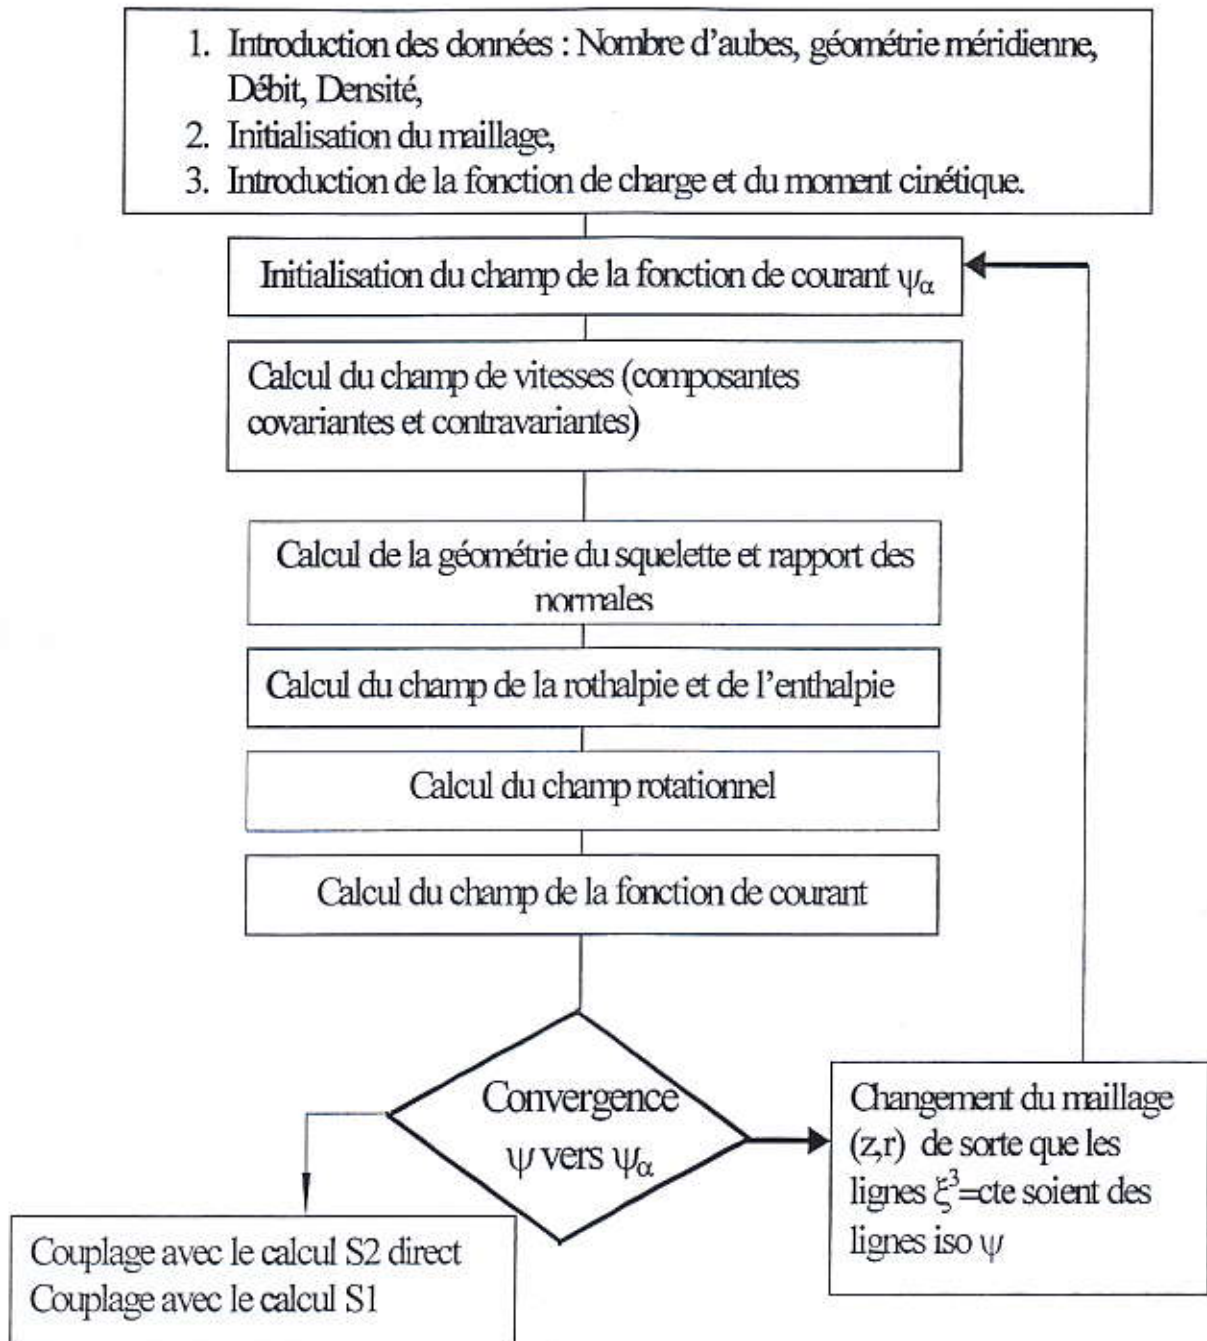 1. Introduction des données : Nombre d'aubes, géométrie méridienne,
Débit, Densité,
2. Initialisation du maillage,
3. Introduction de la fonction de charge et du moment cinétique.
Initialisation du champ de la fonction de courant ψα
Calcul du champ de vitesses (composantes
covariantes et contravariantes)
Calcul de la géométrie du squelette et rapport des
normales
Calcul du champ de la rothalpie et de l'enthalpie
Calcul du champ rotationnel
Calcul du champ de la fonction de courant
Convergence
ψ vers ψα
Changement du maillage
(z,r) de sorte que les
lignes ξ³=cte soient des
lignes iso ψ
Couplage avec le calcul S2 direct
Couplage avec le calcul S1